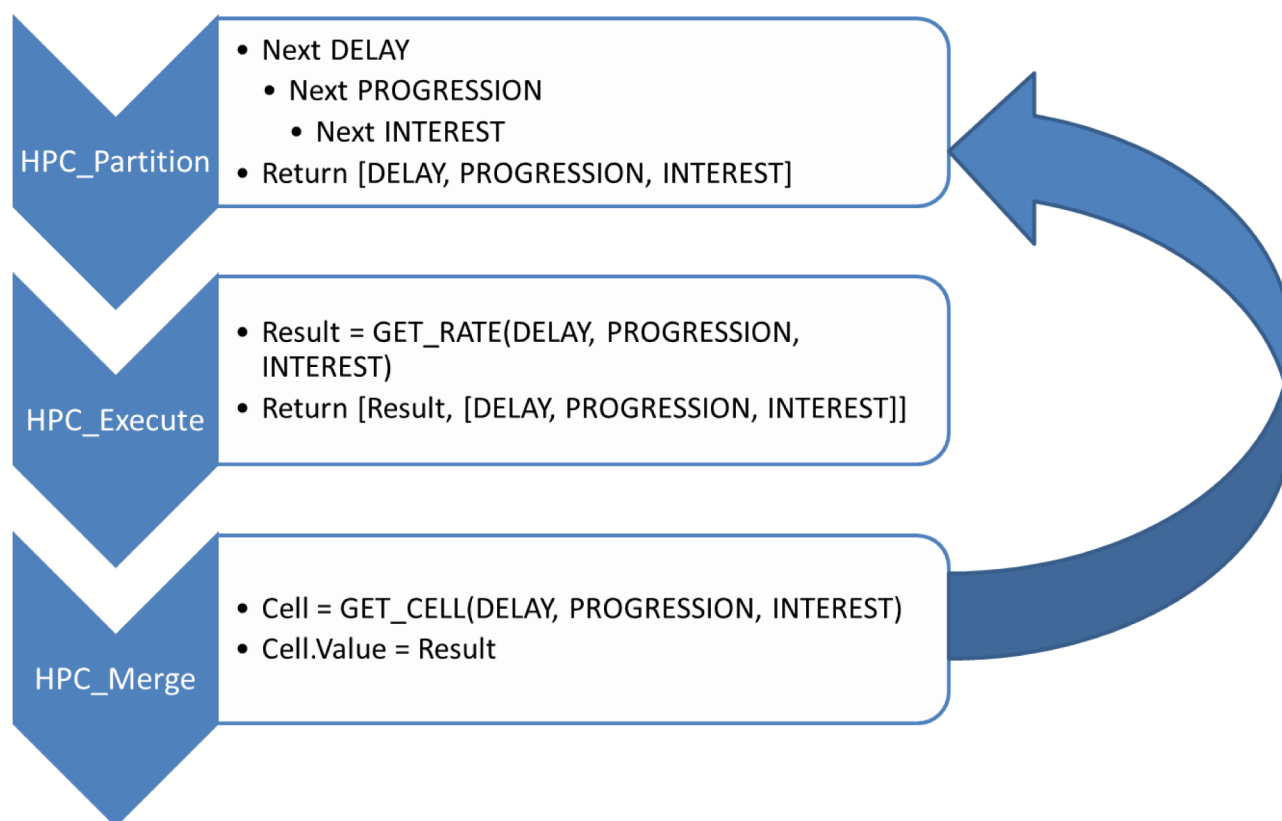 HPC_Partition
• Next DELAY
• Next PROGRESSION
• Next INTEREST
• Return [DELAY, PROGRESSION, INTEREST]
HPC_Execute
• Result = GET_RATE(DELAY, PROGRESSION,
INTEREST)
• Return [Result, [DELAY, PROGRESSION, INTEREST]]
HPC_Merge
• Cell = GET_CELL(DELAY, PROGRESSION, INTEREST)
• Cell.Value = Result